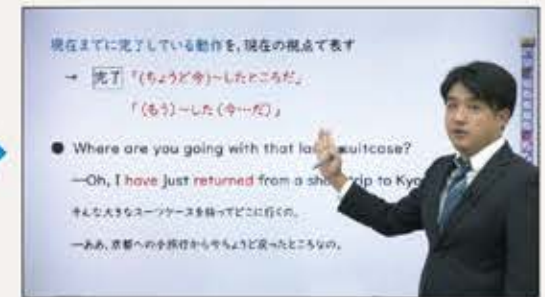 現在までに完了している動作を, 現在の視点で表す
→ 完了「(ちょうど今)~したところだ」
「(もう)~した(今…だ)」
● Where are you going with that suitcase?
—Oh, I have just returned from a trip to
そんな大きなスーツケースを持ってどこに行くの。
—ああ, 京都への小旅行から今ちょうど戻ったところなの。